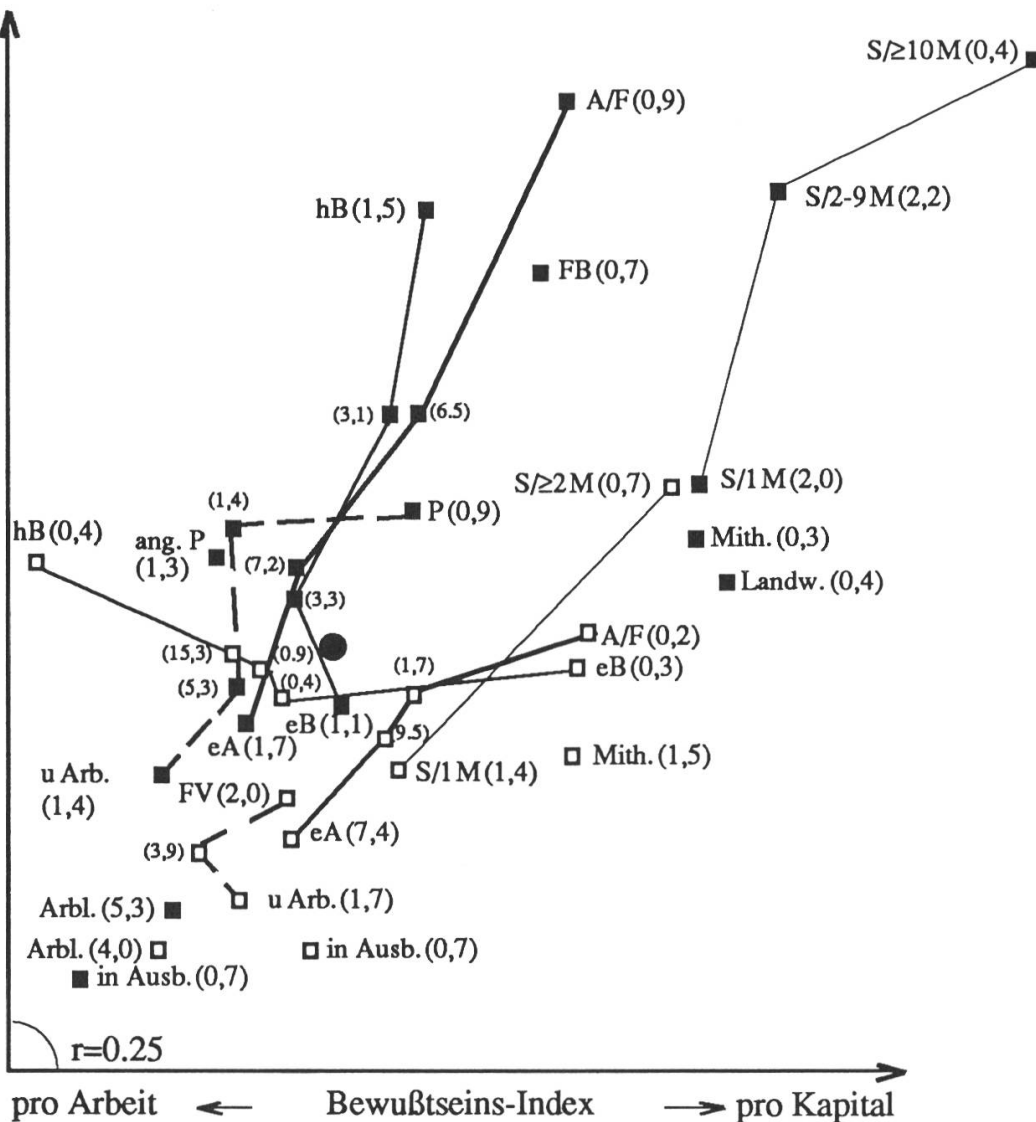 S/≥10 M (0,4)
A/F (0,9)
S/2-9 M (2,2)
hB (1,5)
FB (0,7)
(3,1)
(6.5)
S/≥2 M (0,7)
S/1 M (2,0)
(1,4)
P (0,9)
hB (0,4)
ang. P
(1,3)
Mith. (0,3)
(7,2)
Landw. (0,4)
(3,3)
A/F (0,2)
(15,3)
(0.9)
(1,7)
eB (0,3)
(5,3)
(0,4)
eB (1,1)
eA (1,7)
9.5)
Mith. (1,5)
u Arb.
(1,4)
S/1 M (1,4)
FV (2,0)
eA (7,4)
(3,9)
u Arb. (1,7)
Arbl. (5,3)
Arbl. (4,0)
in Ausb. (0,7)
in Ausb. (0,7)
r=0.25
pro Arbeit ← Bewußtseins-Index → pro Kapital